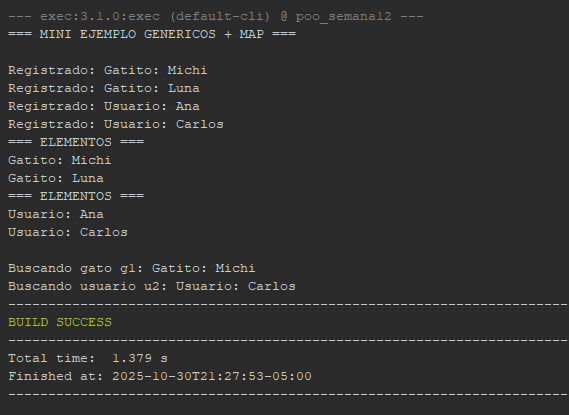 --- exec:3.1.0:exec (default-cli) @ poo_semana12 ---
=== MINI EJEMPLO GENERICOS + MAP ===
Registrado: Gatito: Michi
Registrado: Gatito: Luna
Registrado: Usuario: Ana
Registrado: Usuario: Carlos
=== ELEMENTOS ===
Gatito: Michi
Gatito: Luna
=== ELEMENTOS ===
Usuario: Ana
Usuario: Carlos
Buscando gato g1: Gatito: Michi
Buscando usuario u2: Usuario: Carlos
------------------------------------------------------------------------
BUILD SUCCESS
------------------------------------------------------------------------
Total time:  1.379 s
Finished at: 2025-10-30T21:27:53-05:00
------------------------------------------------------------------------